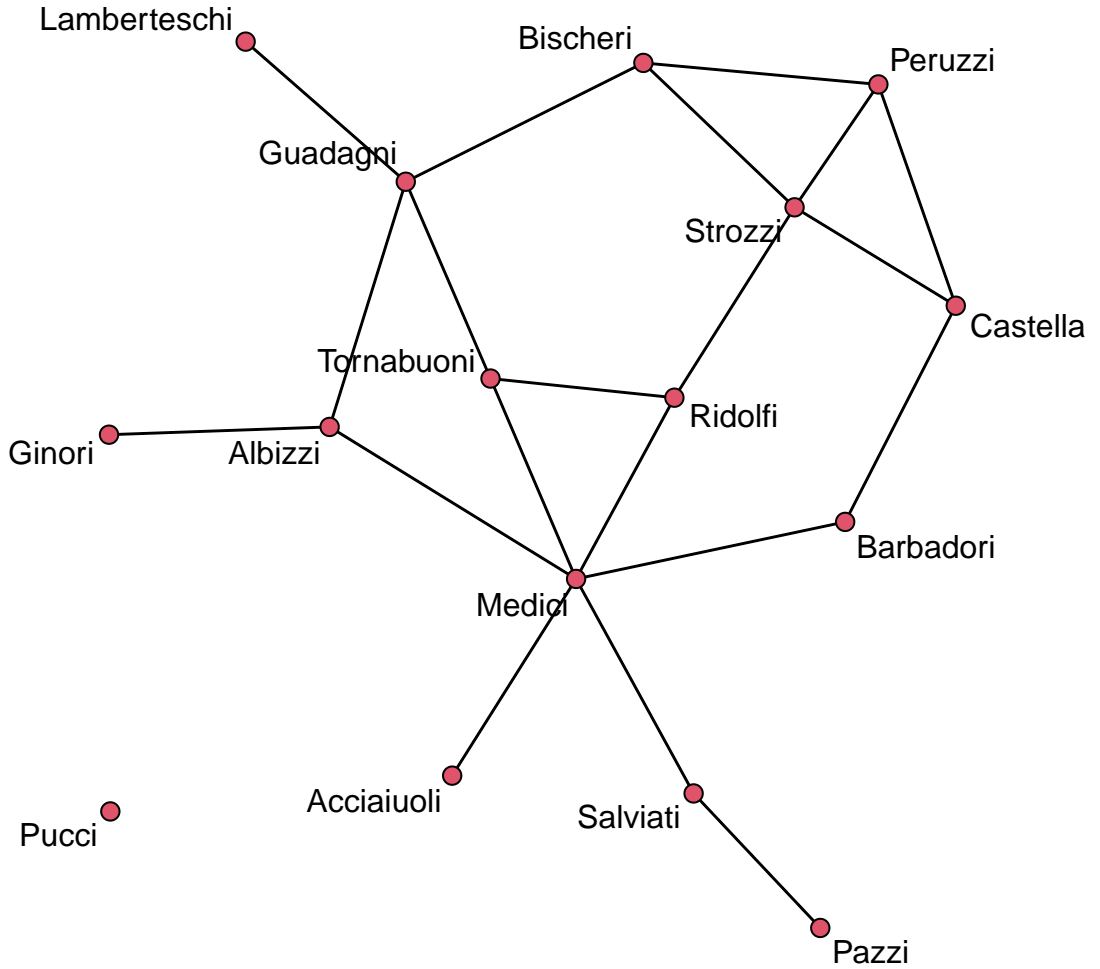 Lamberteschi
Bischeri
Peruzzi
Guadagni
Strozzi
Castella
Tornabuoni
Ridolfi
Ginori
Albizzi
Barbadori
Medici
Acciaiuoli
Salviati
Pucci
Pazzi